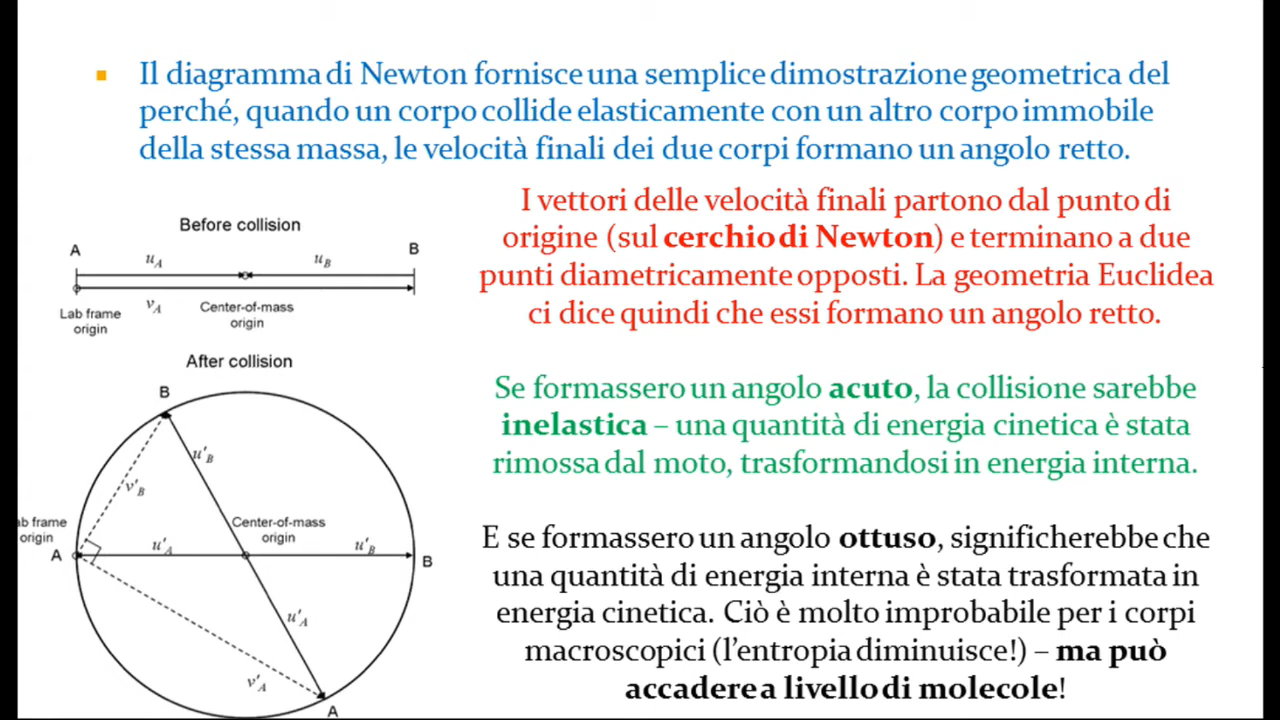 Il diagramma di Newton fornisce una semplice dimostrazione geometrica del
perché, quando un corpo collide elasticamente con un altro corpo immobile
della stessa massa, le velocità finali dei due corpi formano un angolo retto.
I vettori delle velocità finali partono dal punto di
origine (sul cerchio di Newton) e terminano a due
punti diametricamente opposti. La geometria Euclidea
ci dice quindi che essi formano un angolo retto.
Se formassero un angolo acuto, la collisione sarebbe
inelastica – una quantità di energia cinetica è stata
rimossa dal moto, trasformandosi in energia interna.
E se formassero un angolo ottuso, significherebbe che
una quantità di energia interna è stata trasformata in
energia cinetica. Ciò è molto improbabile per i corpi
macroscopici (l'entropia diminuisce!) – ma può
accadere a livello di molecole!
Before collision
A
B
u_A
u_B
v_A
Lab frame
origin
Center-of-mass
origin
After collision
B
u'_B
v'_B
ab frame
origin
Center-of-mass
origin
A
u'_A
u'_B
B
u'_A
v'_A
A